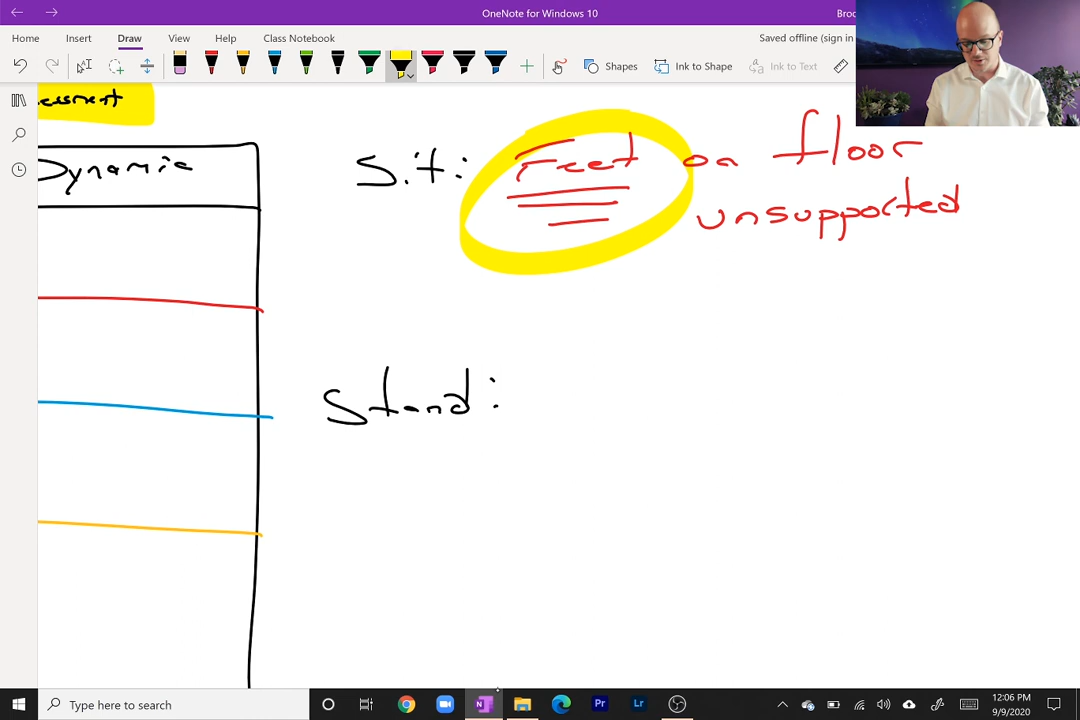 OneNote for Windows 10
Broc
Home Insert Draw View Help Class Notebook
Saved offline (sign in
Shapes Ink to Shape Ink to Text
essment
Dynamic
Sit: Feet on floor
unsupported
Stand:
Type here to search
12:06 PM
9/9/2020